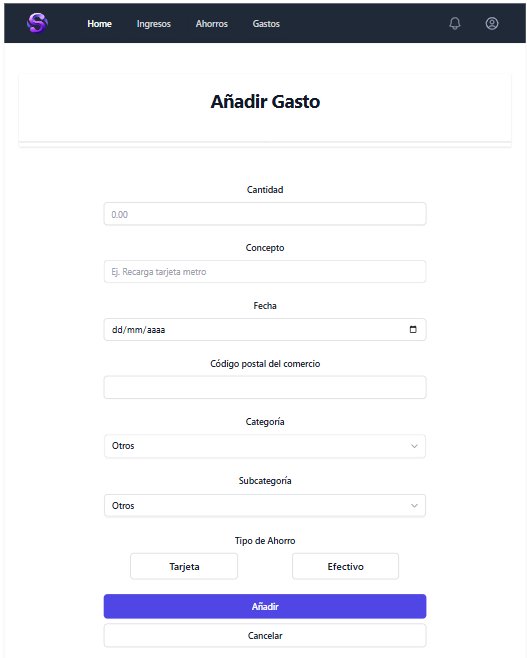 Home Ingresos Ahorros Gastos
Añadir Gasto
Cantidad
0.00
Concepto
Ej. Recarga tarjeta metro
Fecha
dd/mm/aaaa
Código postal del comercio
Categoría
Otros
Subcategoría
Otros
Tipo de Ahorro
Tarjeta Efectivo
Añadir
Cancelar